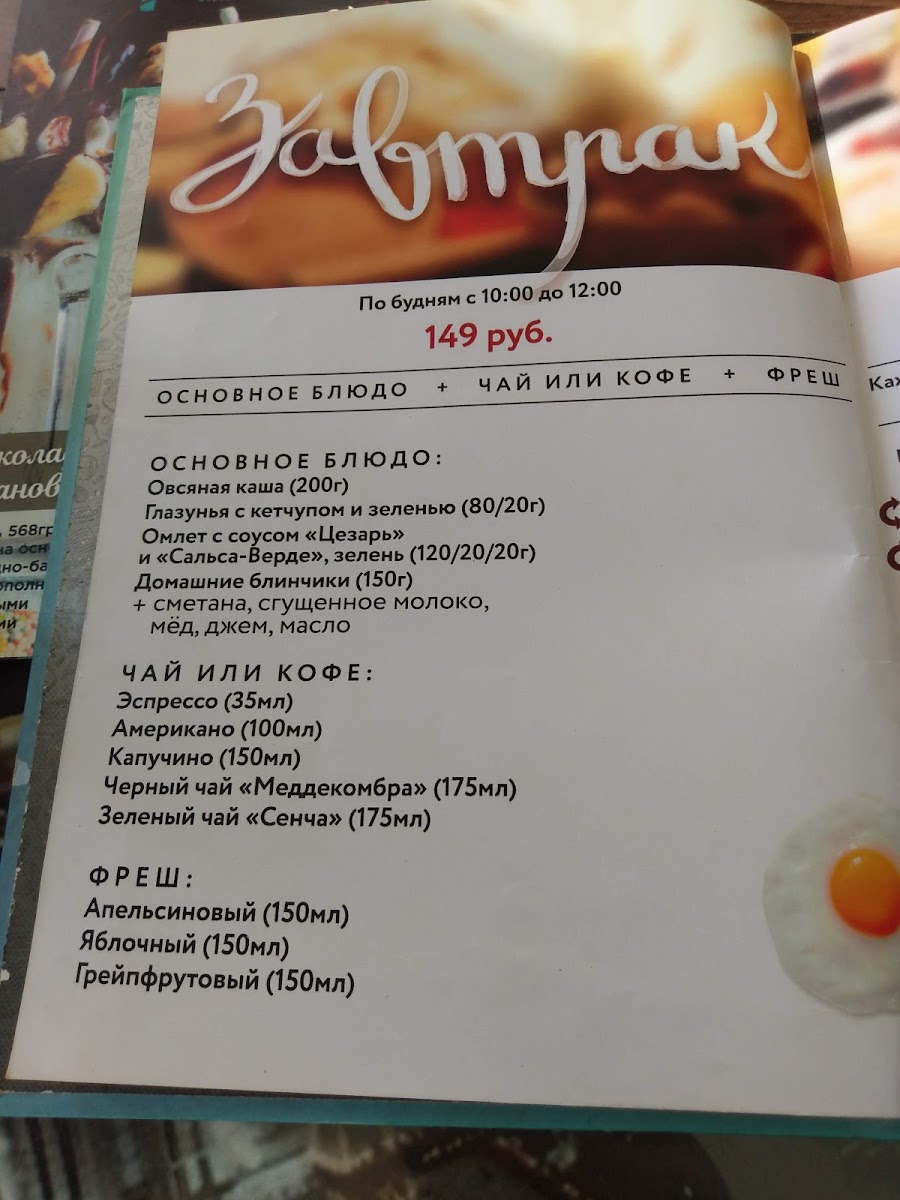 Завтрак
По будням с 10:00 до 12:00
149 руб.
ОСНОВНОЕ БЛЮДО + ЧАЙ ИЛИ КОФЕ + ФРЕШ
ОСНОВНОЕ БЛЮДО:
Овсяная каша (200г)
Глазунья с кетчупом и зеленью (80/20г)
Омлет с соусом «Цезарь»
и «Сальса-Верде», зелень (120/20/20г)
Домашние блинчики (150г)
+ сметана, сгущенное молоко,
мёд, джем, масло
ЧАЙ ИЛИ КОФЕ:
Эспрессо (35мл)
Американо (100мл)
Капучино (150мл)
Черный чай «Меддекомбра» (175мл)
Зеленый чай «Сенча» (175мл)
ФРЕШ:
Апельсиновый (150мл)
Яблочный (150мл)
Грейпфрутовый (150мл)
568гр